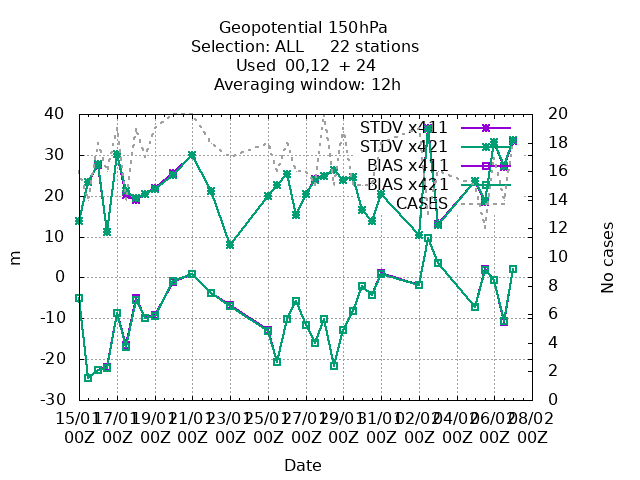 Geopotential 150hPa
Selection: ALL 22 stations
Used 00,12 + 24
Averaging window: 12h
40
30
20
10
0
-10
-20
-30
m
20
18
16
14
12
10
8
6
4
2
0
No cases
STDV x411
STDV x421
BIAS x411
BIAS x421
CASES
15/01 17/01 19/01 21/01 23/01 25/01 27/01 29/01 31/01 02/02 04/02 06/02 08/02
00Z 00Z 00Z 00Z 00Z 00Z 00Z 00Z 00Z 00Z 00Z 00Z 00Z
Date